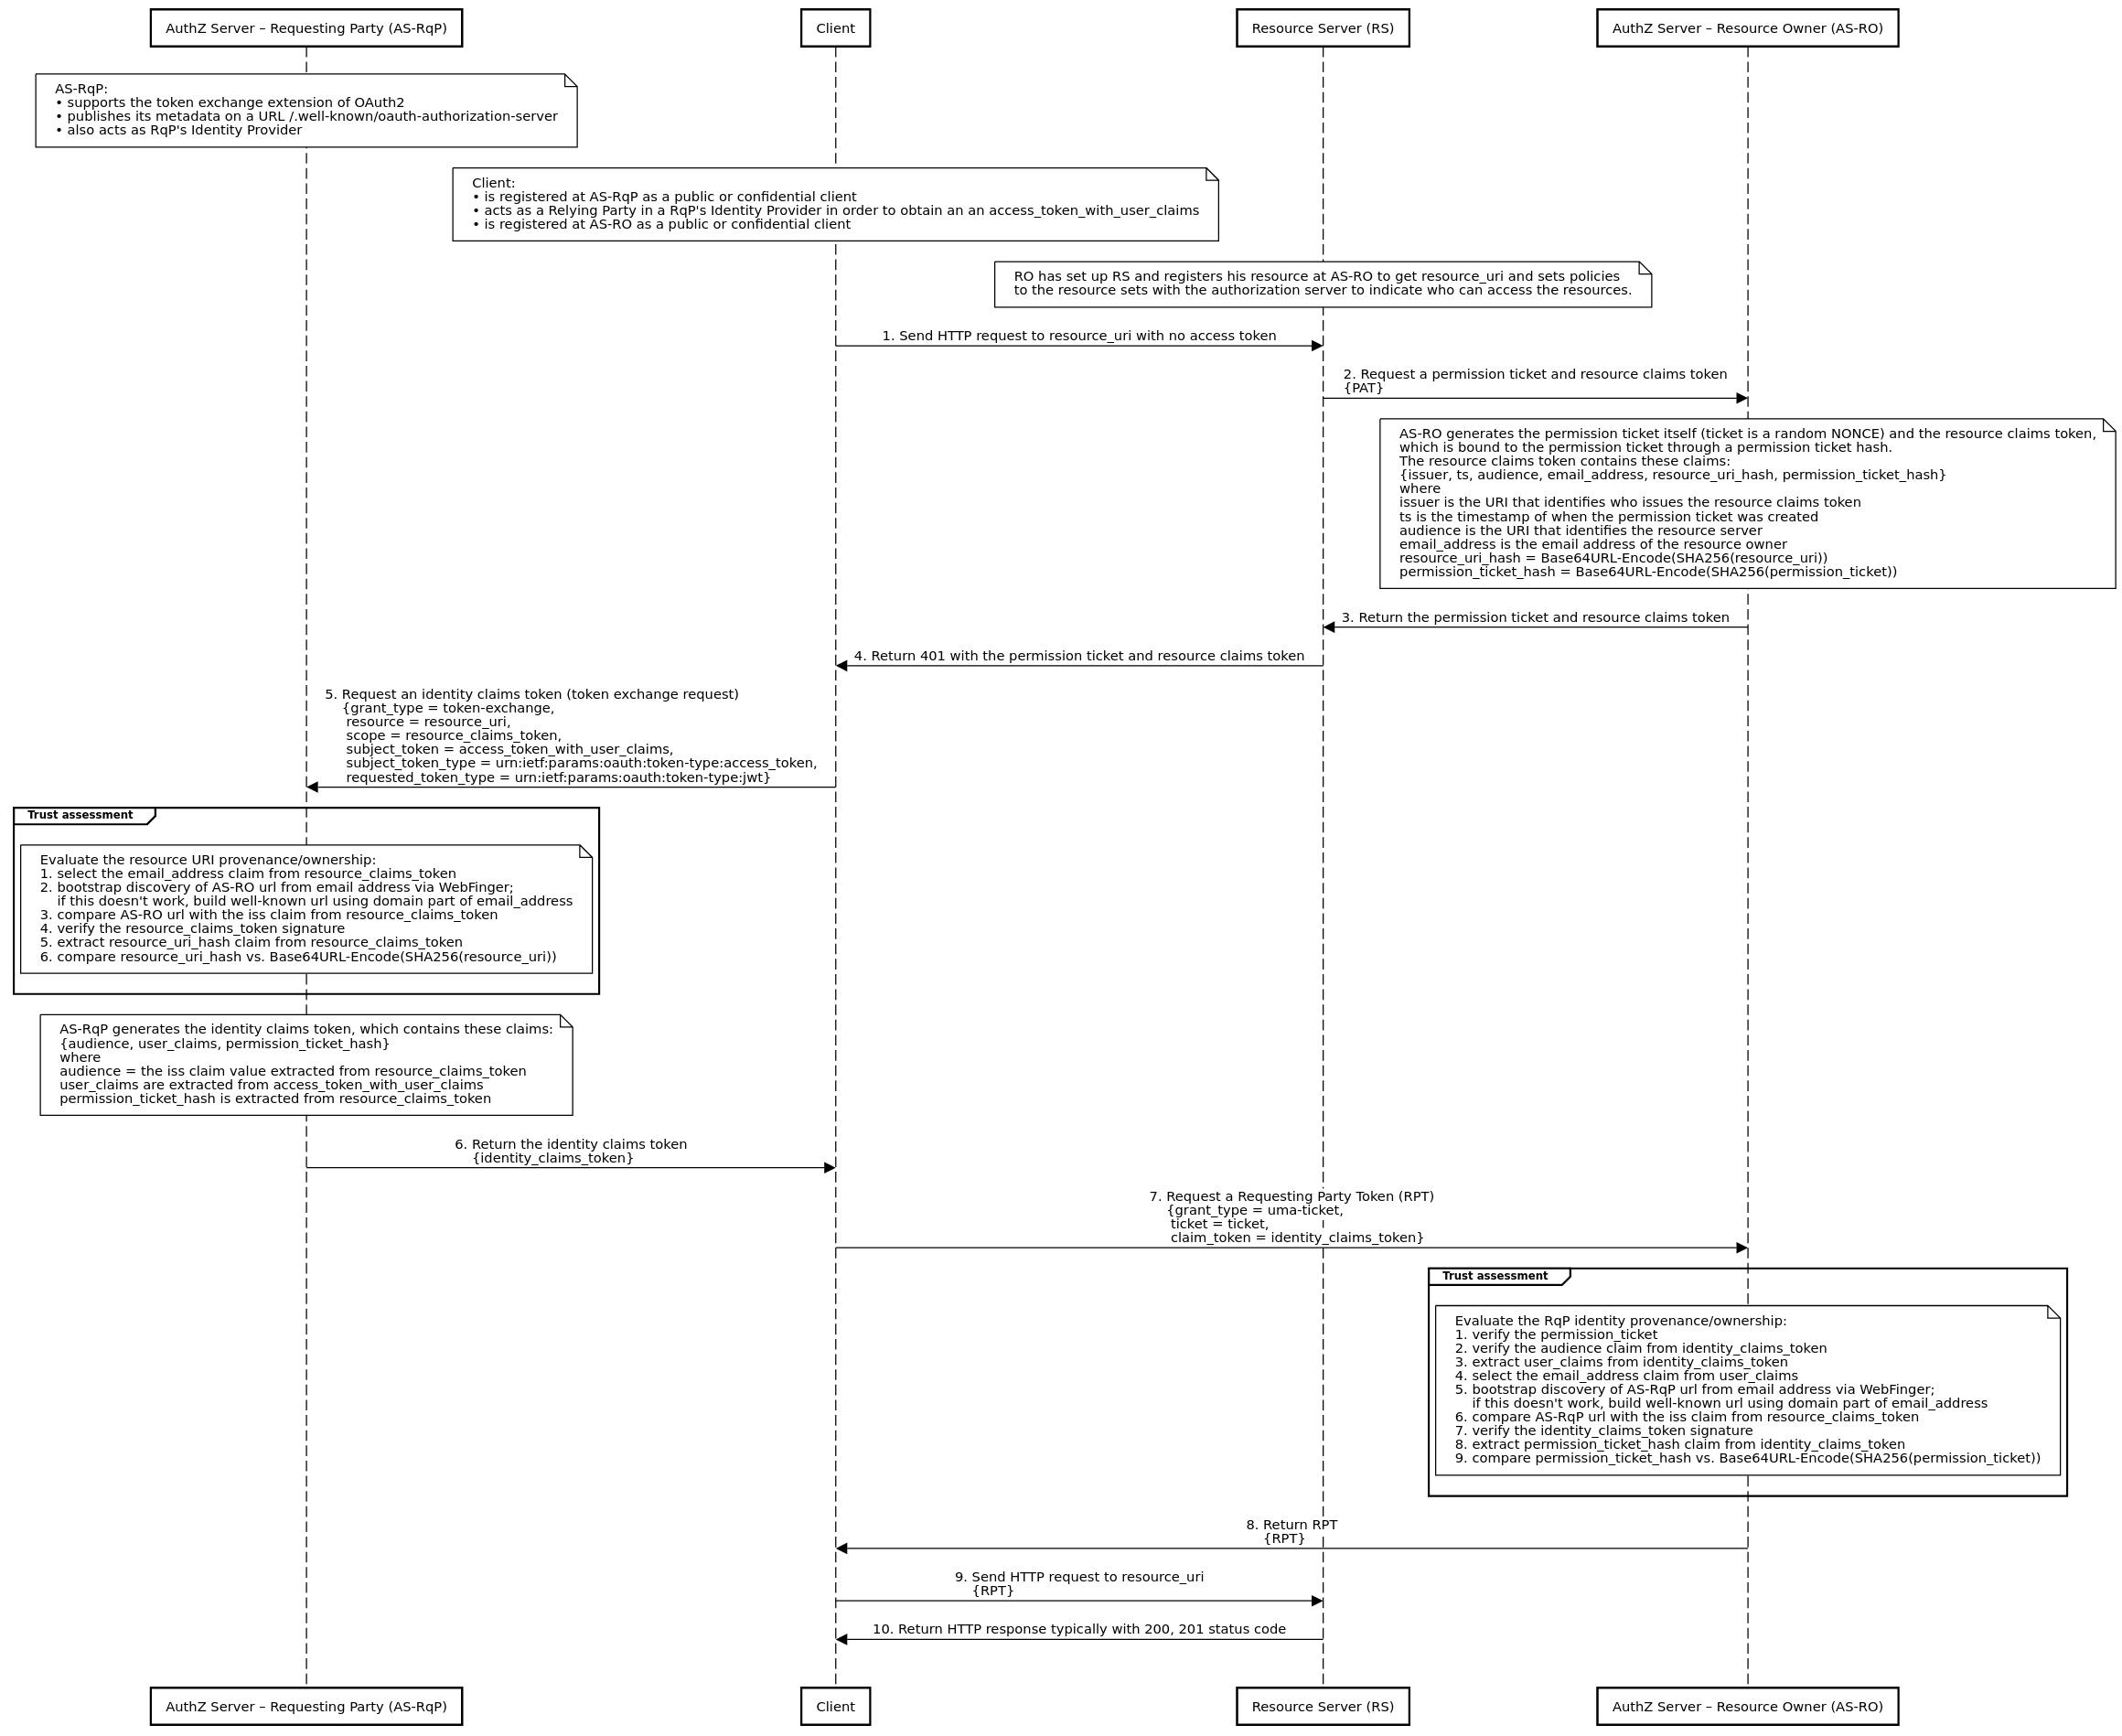 AuthZ Server – Requesting Party (AS-RqP)
Client
Resource Server (RS)
AuthZ Server – Resource Owner (AS-RO)
AS-RqP:
• supports the token exchange extension of OAuth2
• publishes its metadata on a URL /.well-known/oauth-authorization-server
• also acts as RqP's Identity Provider
Client:
• is registered at AS-RqP as a public or confidential client
• acts as a Relying Party in a RqP's Identity Provider in order to obtain an an access_token_with_user_claims
• is registered at AS-RO as a public or confidential client
RO has set up RS and registers his resource at AS-RO to get resource_uri and sets policies
to the resource sets with the authorization server to indicate who can access the resources.
1. Send HTTP request to resource_uri with no access token
2. Request a permission ticket and resource claims token
{PAT}
AS-RO generates the permission ticket itself (ticket is a random NONCE) and the resource claims token,
which is bound to the permission ticket through a permission ticket hash.
The resource claims token contains these claims:
{issuer, ts, audience, email_address, resource_uri_hash, permission_ticket_hash}
where
issuer is the URI that identifies who issues the resource claims token
ts is the timestamp of when the permission ticket was created
audience is the URI that identifies the resource server
email_address is the email address of the resource owner
resource_uri_hash = Base64URL-Encode(SHA256(resource_uri))
permission_ticket_hash = Base64URL-Encode(SHA256(permission_ticket))
3. Return the permission ticket and resource claims token
4. Return 401 with the permission ticket and resource claims token
5. Request an identity claims token (token exchange request)
{grant_type = token-exchange,
resource = resource_uri,
scope = resource_claims_token,
subject_token = access_token_with_user_claims,
subject_token_type = urn:ietf:params:oauth:token-type:access_token,
requested_token_type = urn:ietf:params:oauth:token-type:jwt}
Trust assessment
Evaluate the resource URI provenance/ownership:
1. select the email_address claim from resource_claims_token
2. bootstrap discovery of AS-RO url from email address via WebFinger;
if this doesn't work, build well-known url using domain part of email_address
3. compare AS-RO url with the iss claim from resource_claims_token
4. verify the resource_claims_token signature
5. extract resource_uri_hash claim from resource_claims_token
6. compare resource_uri_hash vs. Base64URL-Encode(SHA256(resource_uri))
AS-RqP generates the identity claims token, which contains these claims:
{audience, user_claims, permission_ticket_hash}
where
audience = the iss claim value extracted from resource_claims_token
user_claims are extracted from access_token_with_user_claims
permission_ticket_hash is extracted from resource_claims_token
6. Return the identity claims token
{identity_claims_token}
7. Request a Requesting Party Token (RPT)
{grant_type = uma-ticket,
ticket = ticket,
claim_token = identity_claims_token}
Trust assessment
Evaluate the RqP identity provenance/ownership:
1. verify the permission_ticket
2. verify the audience claim from identity_claims_token
3. extract user_claims from identity_claims_token
4. select the email_address claim from user_claims
5. bootstrap discovery of AS-RqP url from email address via WebFinger;
if this doesn't work, build well-known url using domain part of email_address
6. compare AS-RqP url with the iss claim from resource_claims_token
7. verify the identity_claims_token signature
8. extract permission_ticket_hash claim from identity_claims_token
9. compare permission_ticket_hash vs. Base64URL-Encode(SHA256(permission_ticket))
8. Return RPT
{RPT}
9. Send HTTP request to resource_uri
{RPT}
10. Return HTTP response typically with 200, 201 status code
AuthZ Server – Requesting Party (AS-RqP)
Client
Resource Server (RS)
AuthZ Server – Resource Owner (AS-RO)